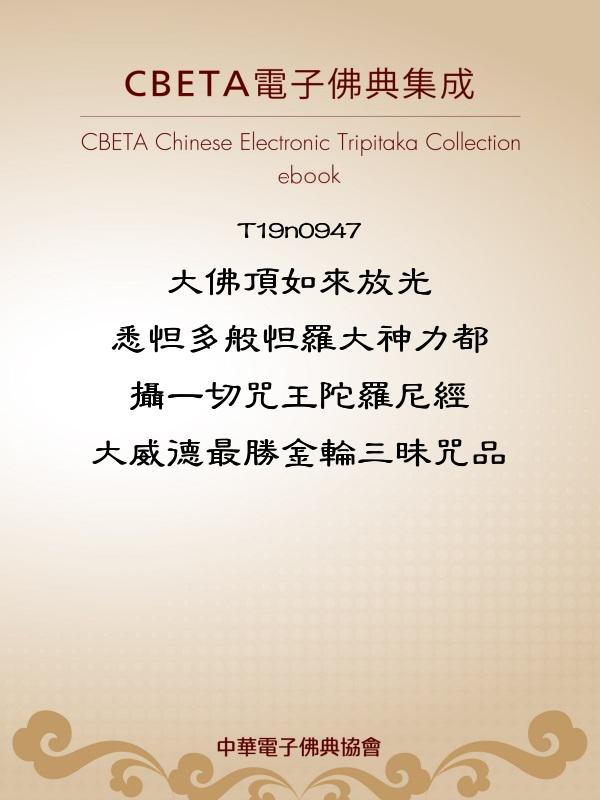 CBETA電子佛典集成
CBETA Chinese Electronic Tripitaka Collection
ebook
T19n0947
大佛頂如來放光
悉怛多般怛羅大神力都
攝一切咒王陀羅尼經
大威德最勝金輪三昧咒品
中華電子佛典協會